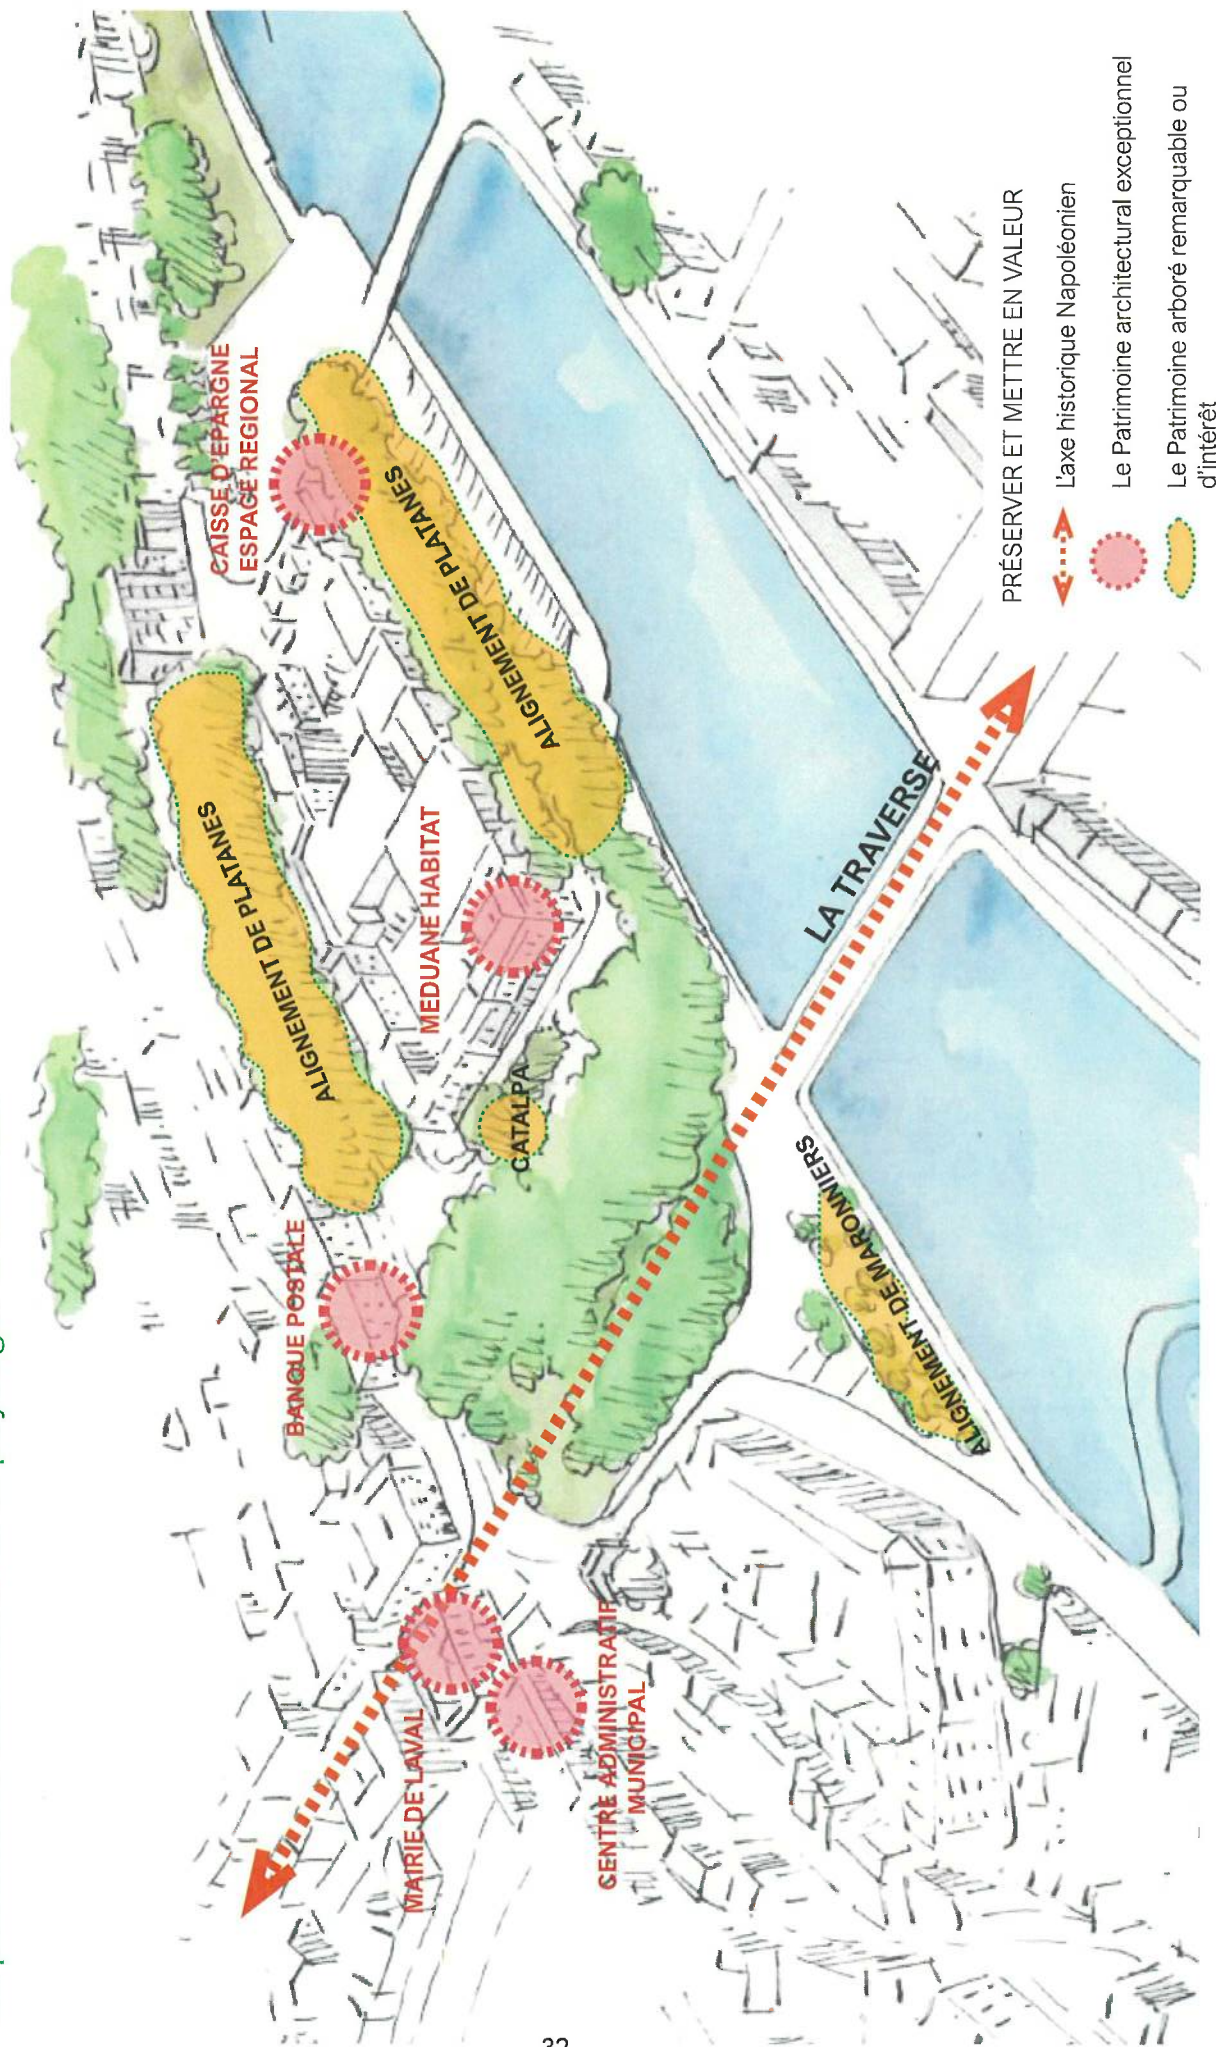 CAISSE D'EPARGNE
ESPACE REGIONAL
ALIGNEMENT DE PLATANES
ALIGNEMENT DE PLATANES
MEDUANE HABITAT
BANQUE POSTALE
CATALPA
MAIRIE DE LAVAL
CENTRE ADMINISTRATIF
MUNICIPAL
LA TRAVERSE
ALIGNEMENT DE MARONNIERS
PRÉSERVER ET METTRE EN VALEUR
L'axe historique Napoléonien
Le Patrimoine architectural exceptionnel
Le Patrimoine arboré remarquable ou
d'intérêt
32